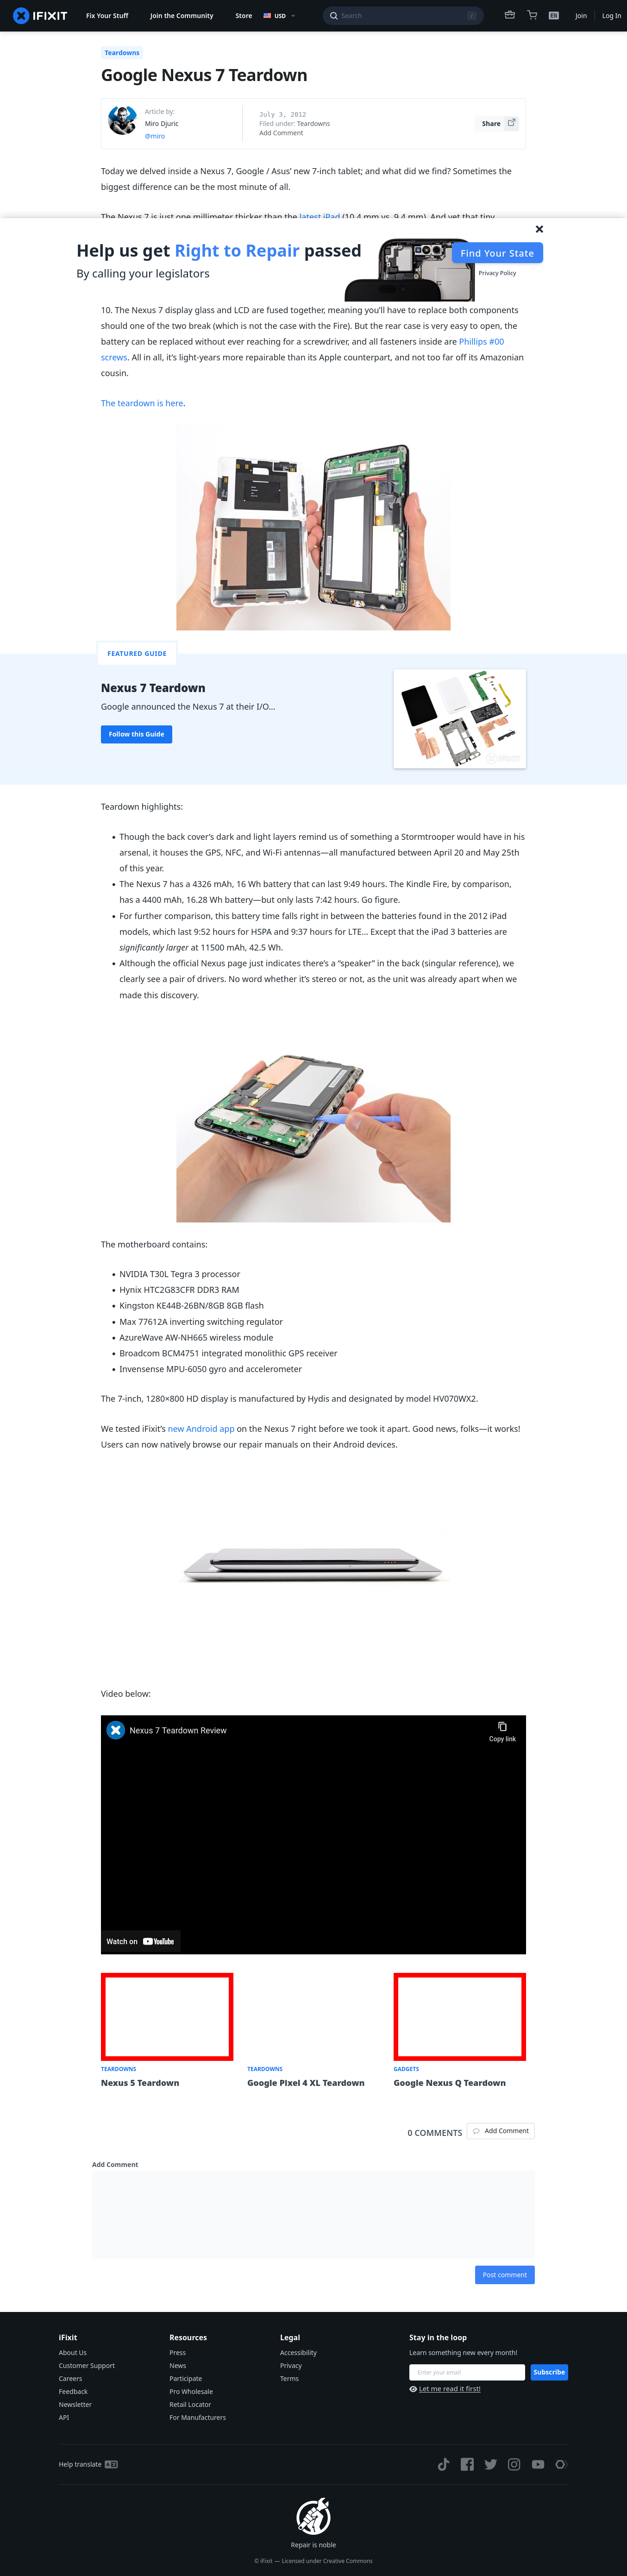 IFIXIT
Fix Your Stuff
Join the Community
Store
USD
Search
/
EN
Join
Log In
Teardowns
Google Nexus 7 Teardown
Article by:
Miro Djuric
@miro
July 3, 2012
Filed under: Teardowns
Add Comment
Share
Today we delved inside a Nexus 7, Google / Asus’ new 7-inch tablet; and what did we find? Sometimes the
biggest difference can be the most minute of all.
The Nexus 7 is just one millimeter thicker than the latest iPad (10.4 mm vs. 9.4 mm). And yet that tiny
Help us get Right to Repair passed
By calling your legislators
Find Your State
Privacy Policy
10. The Nexus 7 display glass and LCD are fused together, meaning you’ll have to replace both components
should one of the two break (which is not the case with the Fire). But the rear case is very easy to open, the
battery can be replaced without ever reaching for a screwdriver, and all fasteners inside are Phillips #00
screws. All in all, it’s light-years more repairable than its Apple counterpart, and not too far off its Amazonian
cousin.
The teardown is here.
FEATURED GUIDE
Nexus 7 Teardown
Google announced the Nexus 7 at their I/O…
Follow this Guide
IFIXIT
Teardown highlights:
Though the back cover’s dark and light layers remind us of something a Stormtrooper would have in his
arsenal, it houses the GPS, NFC, and Wi-Fi antennas—all manufactured between April 20 and May 25th
of this year.
The Nexus 7 has a 4326 mAh, 16 Wh battery that can last 9:49 hours. The Kindle Fire, by comparison,
has a 4400 mAh, 16.28 Wh battery—but only lasts 7:42 hours. Go figure.
For further comparison, this battery time falls right in between the batteries found in the 2012 iPad
models, which last 9:52 hours for HSPA and 9:37 hours for LTE… Except that the iPad 3 batteries are
significantly larger at 11500 mAh, 42.5 Wh.
Although the official Nexus page just indicates there’s a “speaker” in the back (singular reference), we
clearly see a pair of drivers. No word whether it’s stereo or not, as the unit was already apart when we
made this discovery.
The motherboard contains:
NVIDIA T30L Tegra 3 processor
Hynix HTC2G83CFR DDR3 RAM
Kingston KE44B-26BN/8GB 8GB flash
Max 77612A inverting switching regulator
AzureWave AW-NH665 wireless module
Broadcom BCM4751 integrated monolithic GPS receiver
Invensense MPU-6050 gyro and accelerometer
The 7-inch, 1280×800 HD display is manufactured by Hydis and designated by model HV070WX2.
We tested iFixit’s new Android app on the Nexus 7 right before we took it apart. Good news, folks—it works!
Users can now natively browse our repair manuals on their Android devices.
Video below:
Nexus 7 Teardown Review
Copy link
Watch on YouTube
TEARDOWNS
Nexus 5 Teardown
TEARDOWNS
Google Pixel 4 XL Teardown
GADGETS
Google Nexus Q Teardown
0 COMMENTS
Add Comment
Add Comment
Post comment
iFixit
About Us
Customer Support
Careers
Feedback
Newsletter
API
Resources
Press
News
Participate
Pro Wholesale
Retail Locator
For Manufacturers
Legal
Accessibility
Privacy
Terms
Stay in the loop
Learn something new every month!
Enter your email
Subscribe
Let me read it first!
Help translate
Repair is noble
© iFixit — Licensed under Creative Commons